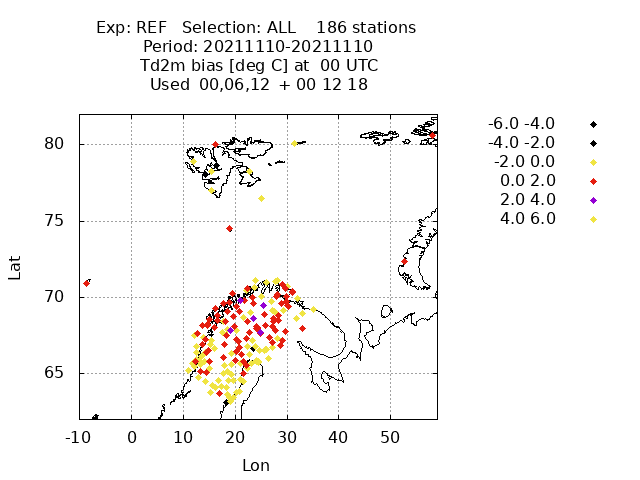 Exp: REF   Selection: ALL    186 stations
Period: 20211110-20211110
Td2m bias [deg C] at  00 UTC
Used  00,06,12  + 00 12 18
-6.0 -4.0
-4.0 -2.0
-2.0 0.0
0.0 2.0
2.0 4.0
4.0 6.0
80
75
70
65
Lat
-10 0 10 20 30 40 50
Lon